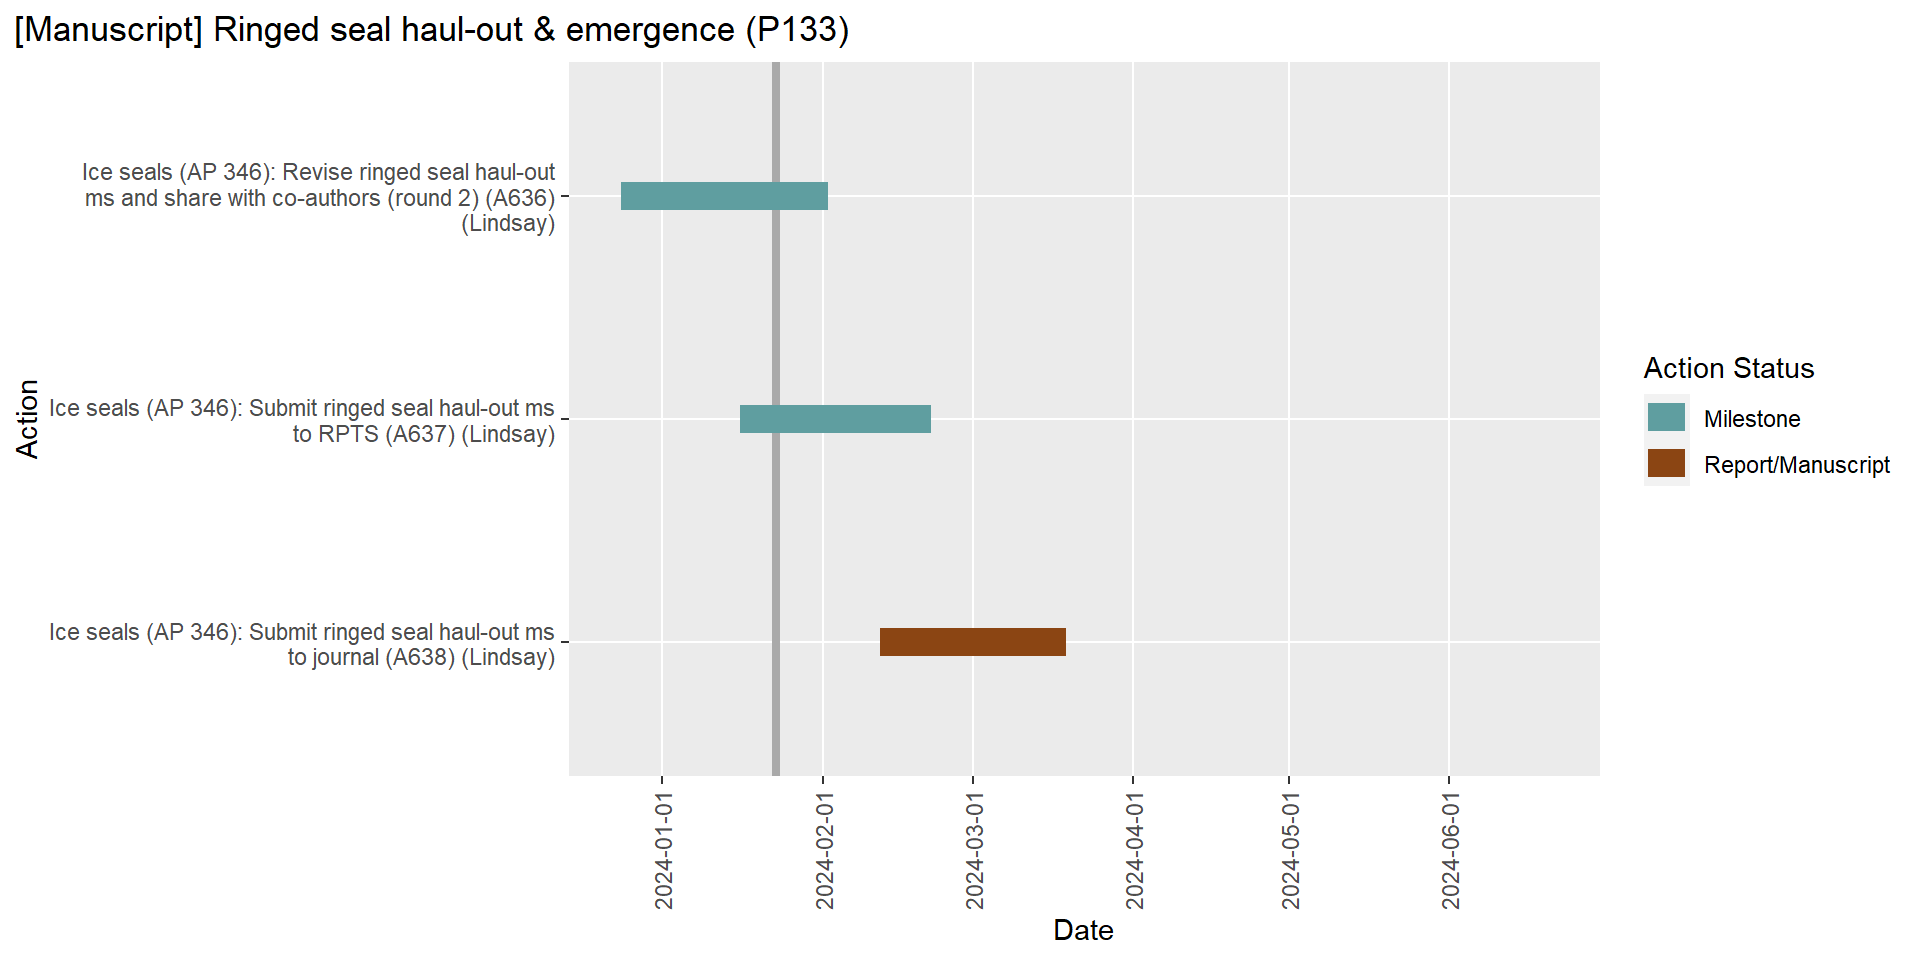 [Manuscript] Ringed seal haul-out & emergence (P133)
Ice seals (AP 346): Revise ringed seal haul-out
ms and share with co-authors (round 2) (A636)
(Lindsay)
Ice seals (AP 346): Submit ringed seal haul-out ms
to RPTS (A637) (Lindsay)
Ice seals (AP 346): Submit ringed seal haul-out ms
to journal (A638) (Lindsay)
Action
2024-01-01
2024-02-01
2024-03-01
2024-04-01
2024-05-01
2024-06-01
Date
Action Status
Milestone
Report/Manuscript